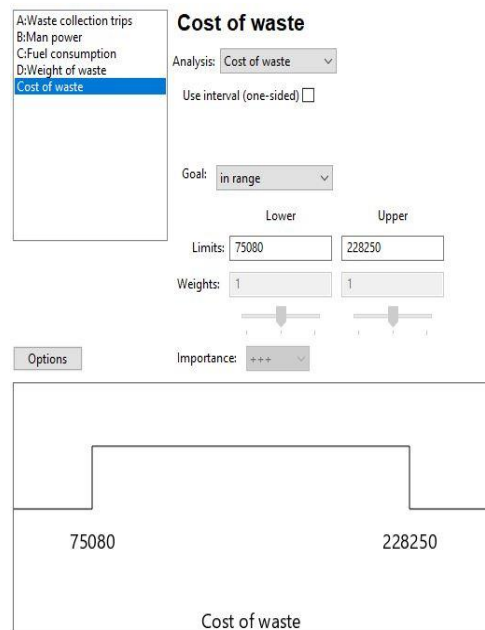 A:Waste collection trips
B:Man power
C:Fuel consumption
D:Weight of waste
Cost of waste
Cost of waste
Analysis: Cost of waste
Use interval (one-sided)
Goal: in range
Lower Upper
Limits: 75080 228250
Weights: 1 1
Options
Importance: +++
75080 228250
Cost of waste